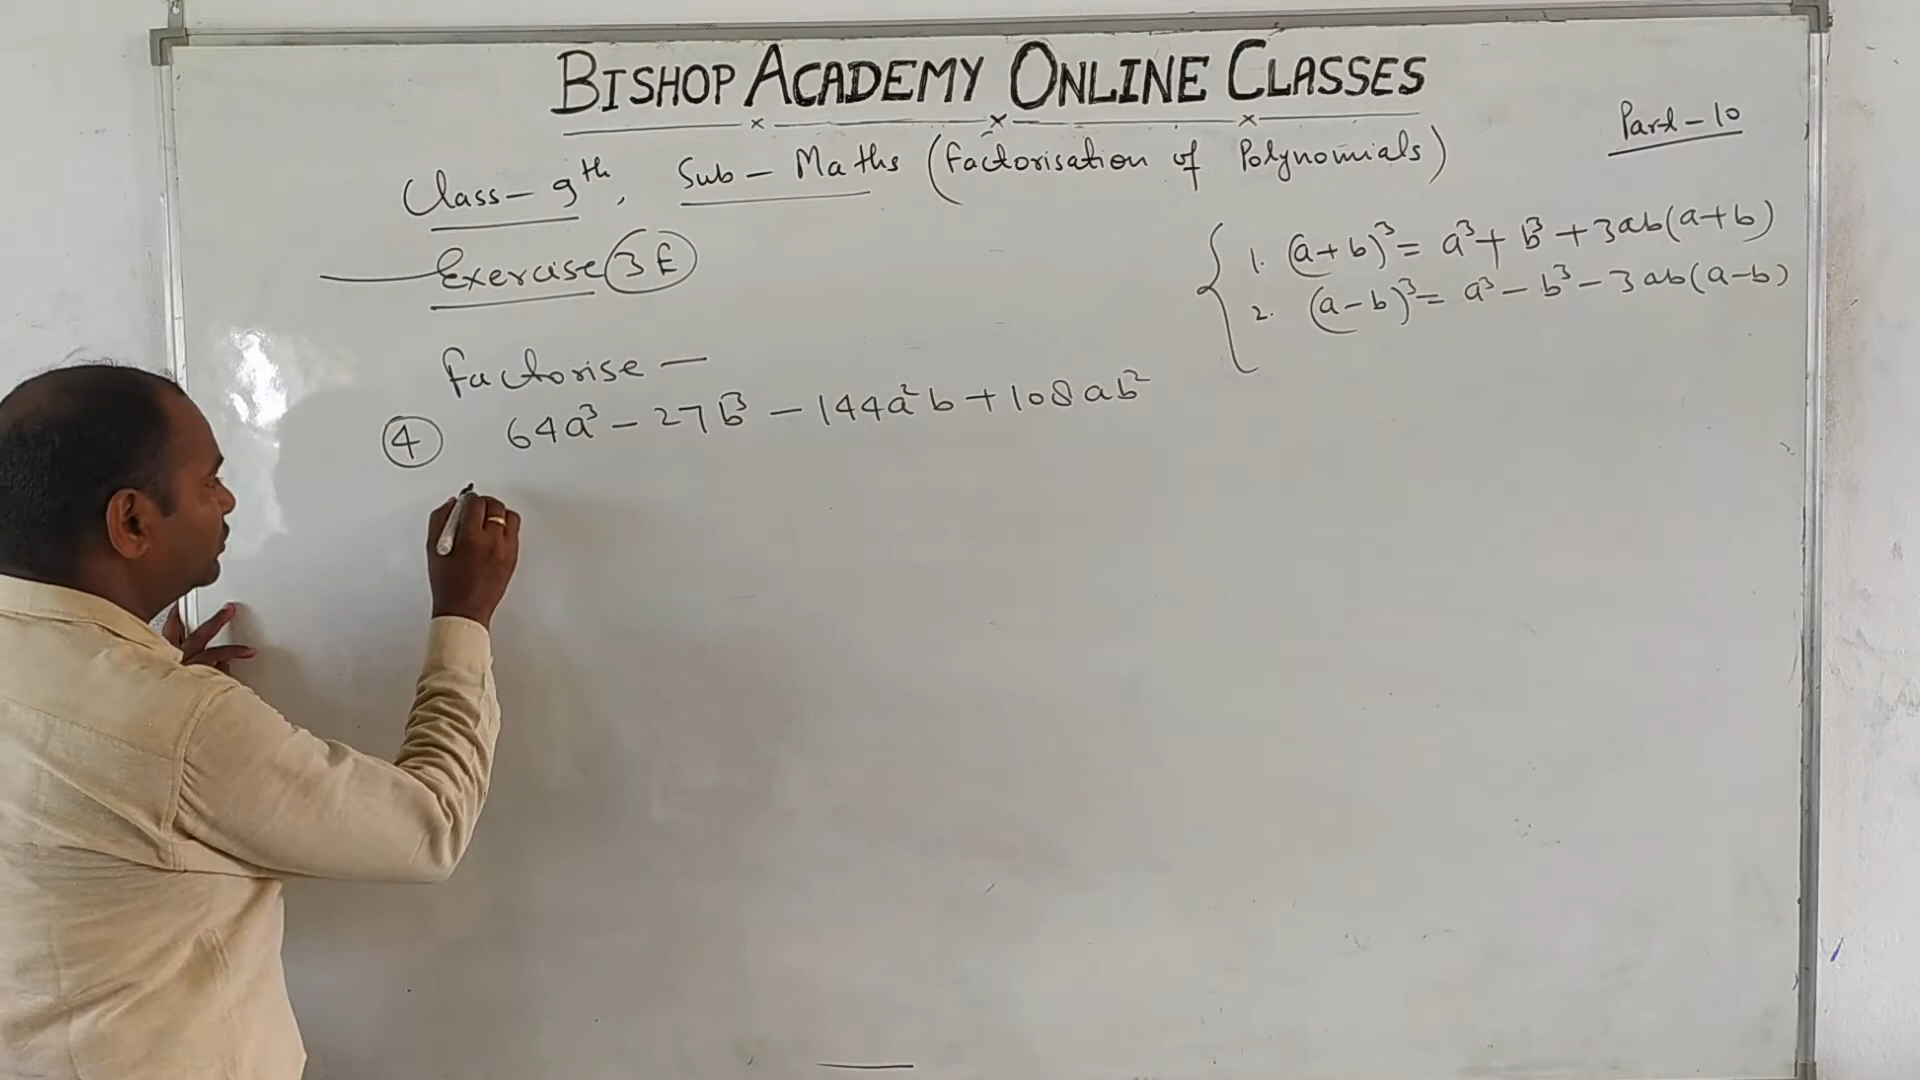 BISHOP ACADEMY ONLINE CLASSES
Part-10
Class-9th, Sub-Maths (Factorisation of Polynomials)
Exercise 3E
1. (a+b)³= a³+b³+3ab(a+b)
2. (a-b)³= a³-b³-3ab(a-b)
Factorise-
4 64a³-27b³-144a²b+108ab²